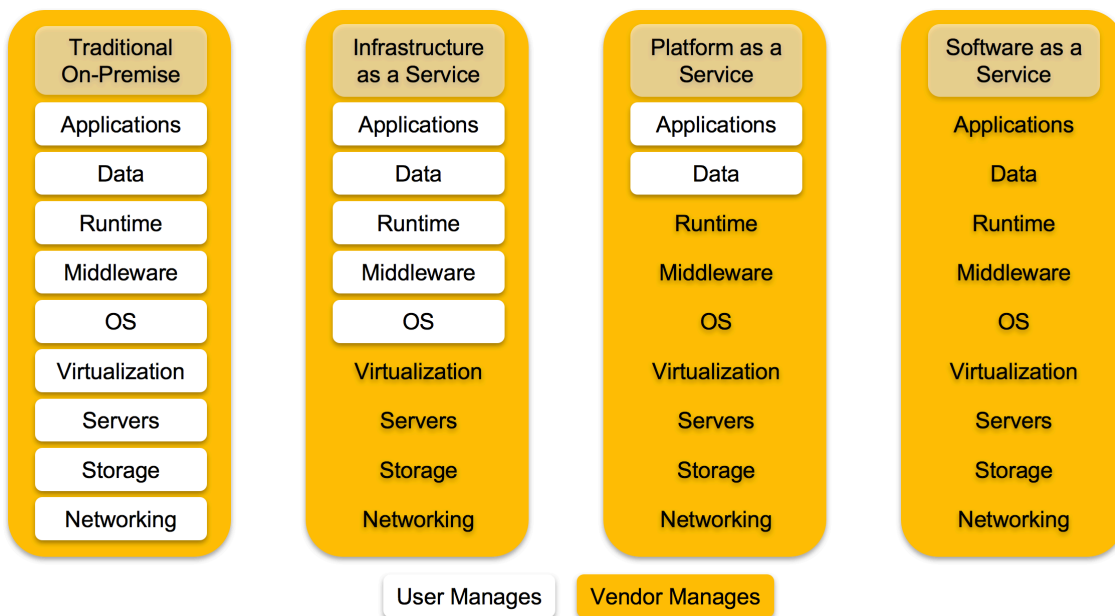 Traditional
On-Premise
Applications
Data
Runtime
Middleware
OS
Virtualization
Servers
Storage
Networking
Infrastructure
as a Service
Applications
Data
Runtime
Middleware
OS
Virtualization
Servers
Storage
Networking
Platform as a
Service
Applications
Data
Runtime
Middleware
OS
Virtualization
Servers
Storage
Networking
Software as a
Service
Applications
Data
Runtime
Middleware
OS
Virtualization
Servers
Storage
Networking
User Manages
Vendor Manages